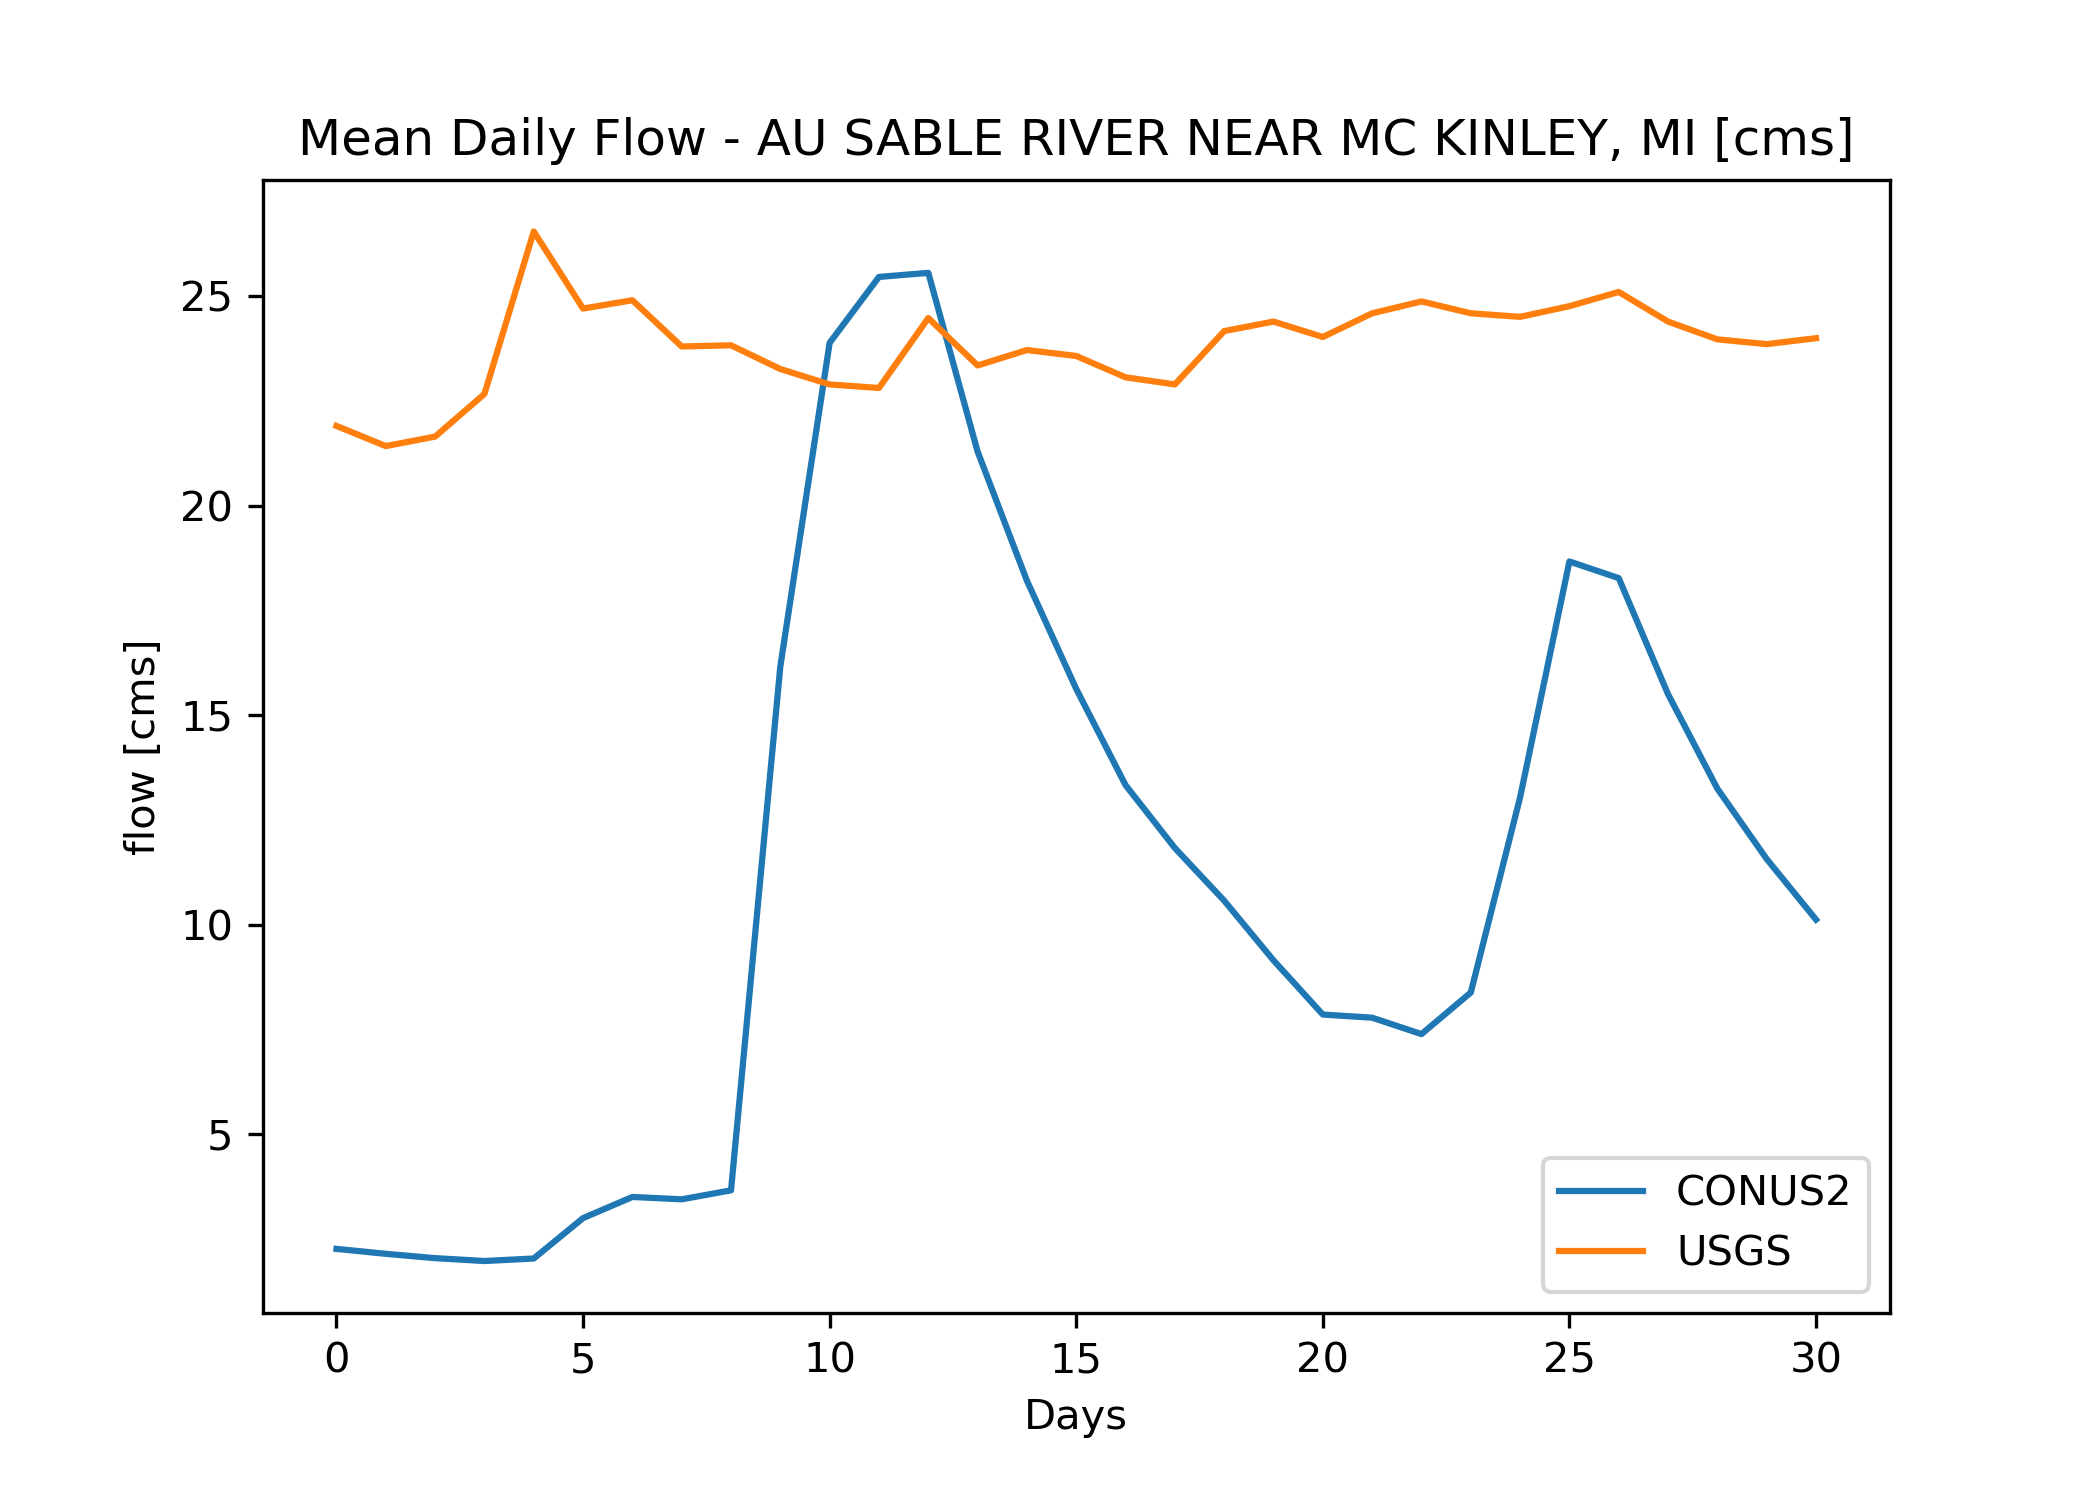 Mean Daily Flow - AU SABLE RIVER NEAR MC KINLEY, MI [cms]
flow [cms]
25
20
15
10
5
CONUS2
USGS
0 5 10 15 20 25 30
Days